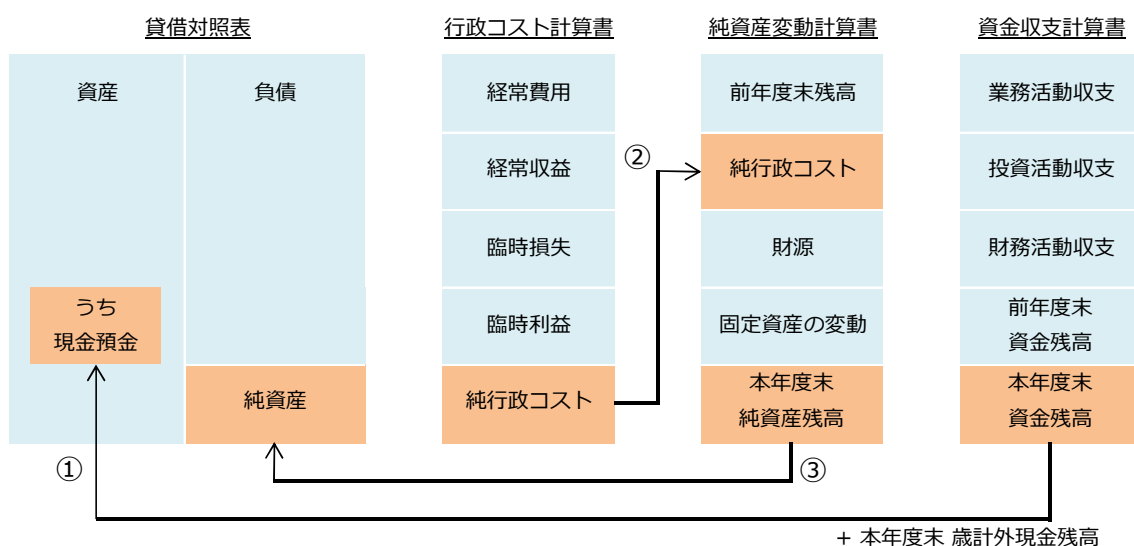 貸借対照表
資産
負債
うち
現金預金
純資産
①
行政コスト計算書
経常費用
経常収益
臨時損失
臨時利益
純行政コスト
②
純資産変動計算書
前年度末残高
純行政コスト
財源
固定資産の変動
本年度末
純資産残高
③
資金収支計算書
業務活動収支
投資活動収支
財務活動収支
前年度末
資金残高
本年度末
資金残高
+ 本年度末 歳計外現金残高